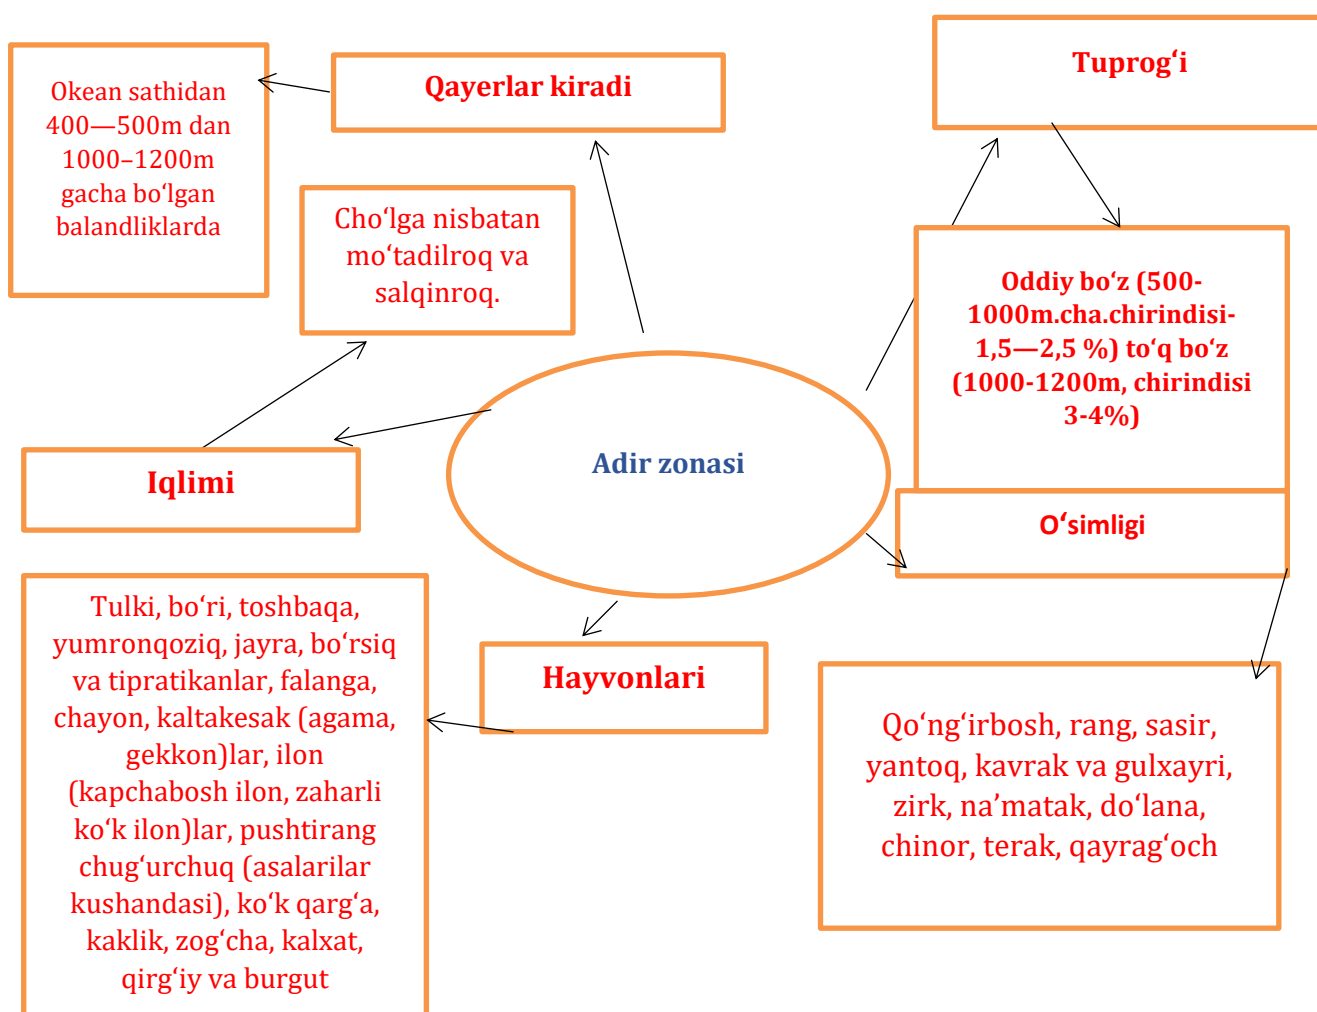 Qayerlar kiradi
Okean sathidan
400—500m dan
1000–1200m
gacha bo‘lgan
balandliklarda
Tuprog‘i
Oddiy bo‘z (500-
1000m.cha.chirindisi-
1,5—2,5 %) to‘q bo‘z
(1000-1200m, chirindisi
3-4%)
Cho‘lga nisbatan
mo‘tadilroq va
salqinroq.
Iqlimi
Adir zonasi
O‘simligi
Qo‘ng‘irbosh, rang, sasir,
yantoq, kavrak va gulxayri,
zirk, na’matak, do‘lana,
chinor, terak, qayrag‘och
Hayvonlari
Tulki, bo‘ri, toshbaqa,
yumronqoziq, jayra, bo‘rsiq
va tipratikanlar, falanga,
chayon, kaltakesak (agama,
gekkon)lar, ilon
(kapchabosh ilon, zaharli
ko‘k ilon)lar, pushtirang
chug‘urchuq (asalarilar
kushandasi), ko‘k qarg‘a,
kaklik, zog‘cha, kalxat,
qirg‘iy va burgut